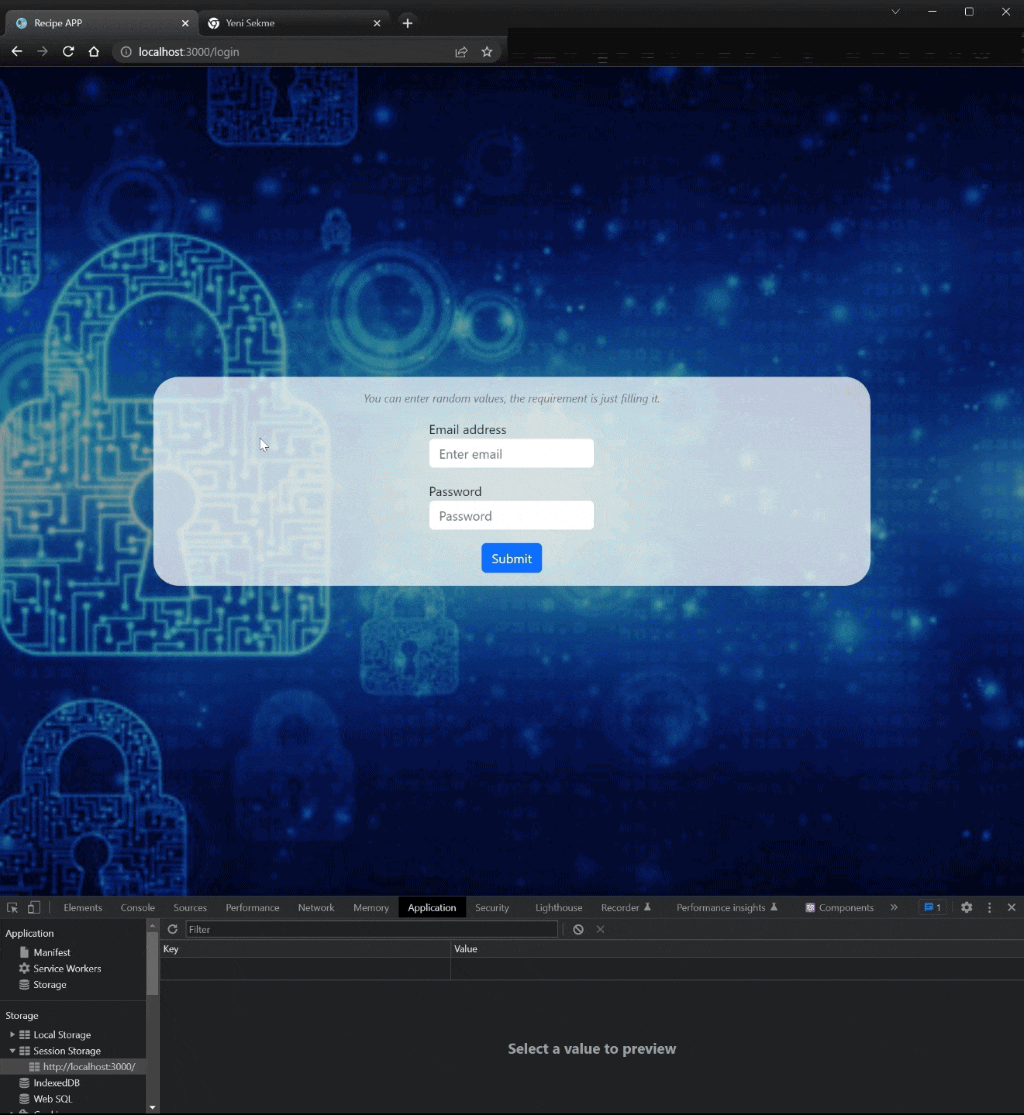 Recipe APP
Yeni Sekme
localhost:3000/login
You can enter random values, the requirement is just filling it.
Email address
Enter email
Password
Password
Submit
Elements Console Sources Performance Network Memory Application Security Lighthouse Recorder Performance insights Components 1
Application
Filter
Key Value
Manifest
Service Workers
Storage
Storage
Local Storage
Session Storage
http://localhost:3000/
IndexedDB
Web SQL
Select a value to preview